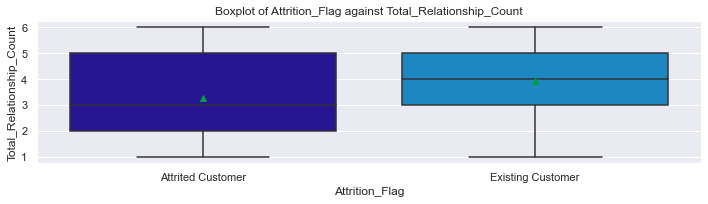 Boxplot of Attrition_Flag against Total_Relationship_Count
Total_Relationship_Count
6
5
4
3
2
1
Attrited Customer
Existing Customer
Attrition_Flag